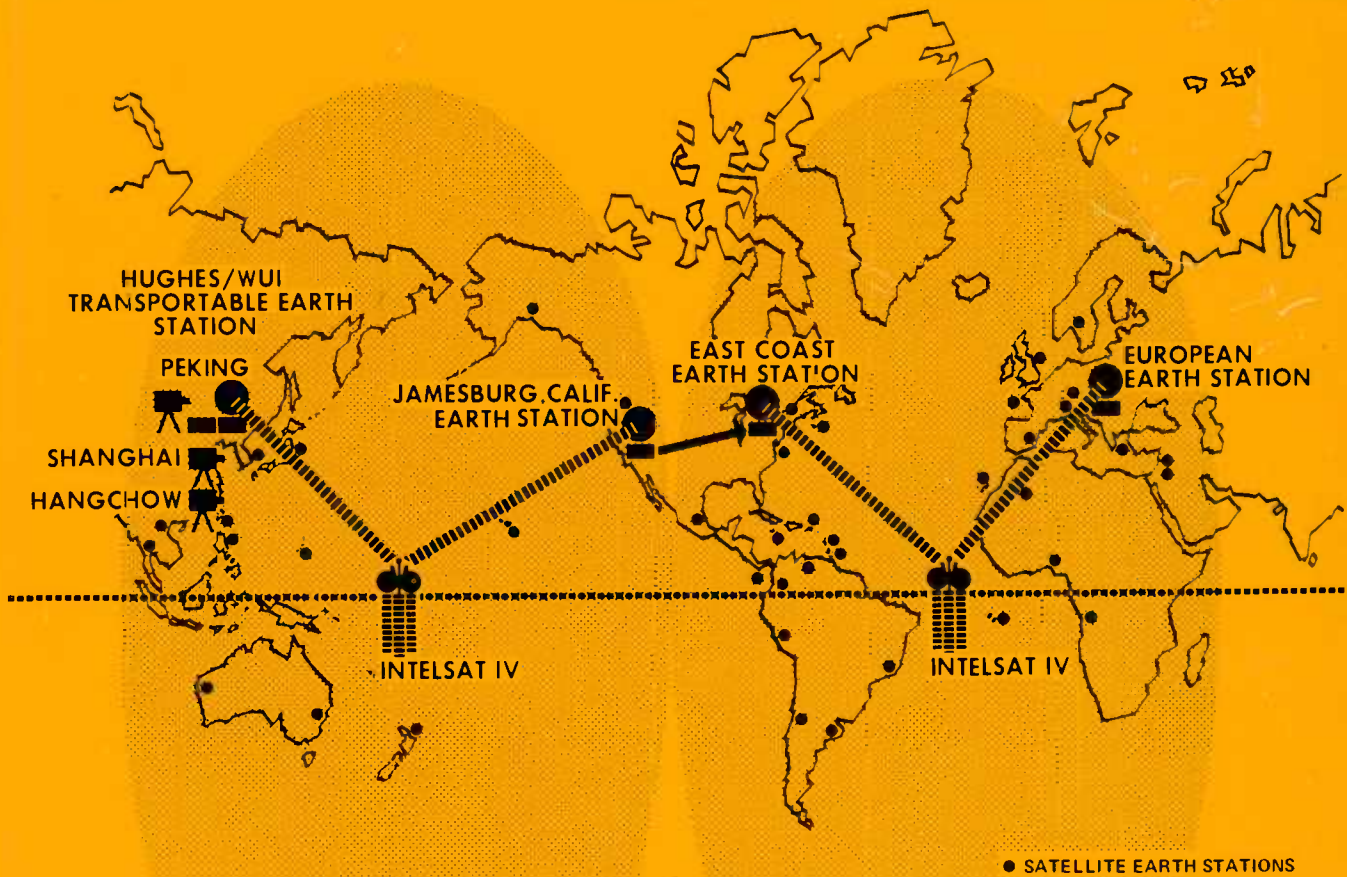 HUGHES/WUI
TRANSPORTABLE EARTH
STATION
PEKING
SHANGHAI
HANGCHOW
JAMESBURG, CALIF.
EARTH STATION
EAST COAST
EARTH STATION
EUROPEAN
EARTH STATION
INTELSAT IV
INTELSAT IV
SATELLITE EARTH STATIONS